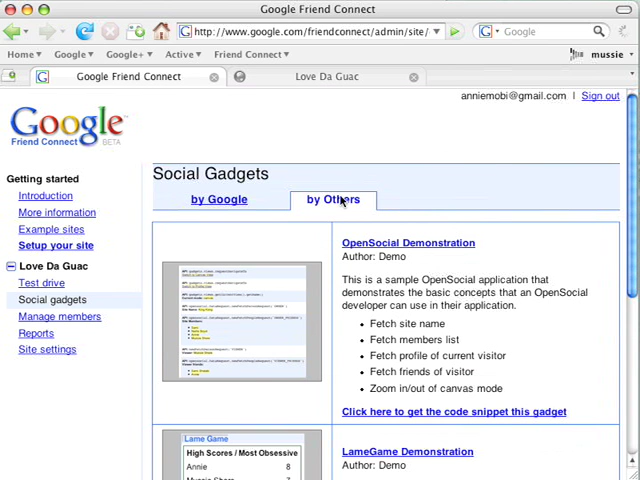 Google Friend Connect
http://www.google.com/friendconnect/admin/site/
Google
Home
Google
Google+
Active
Friend Connect
mussie
Google Friend Connect
Love Da Guac
anniemobi@gmail.com | Sign out
Google
Friend Connect BETA
Getting started
Introduction
More information
Example sites
Setup your site
Love Da Guac
Test drive
Social gadgets
Manage members
Reports
Site settings
Social Gadgets
by Google
by Others
OpenSocial Demonstration
Author: Demo
This is a sample OpenSocial application that
demonstrates the basic concepts that an OpenSocial
developer can use in their application.
Fetch site name
Fetch members list
Fetch profile of current visitor
Fetch friends of visitor
Zoom in/out of canvas mode
Click here to get the code snippet this gadget
Lame Game
High Scores / Most Obsessive
Annie 8
LameGame Demonstration
Author: Demo